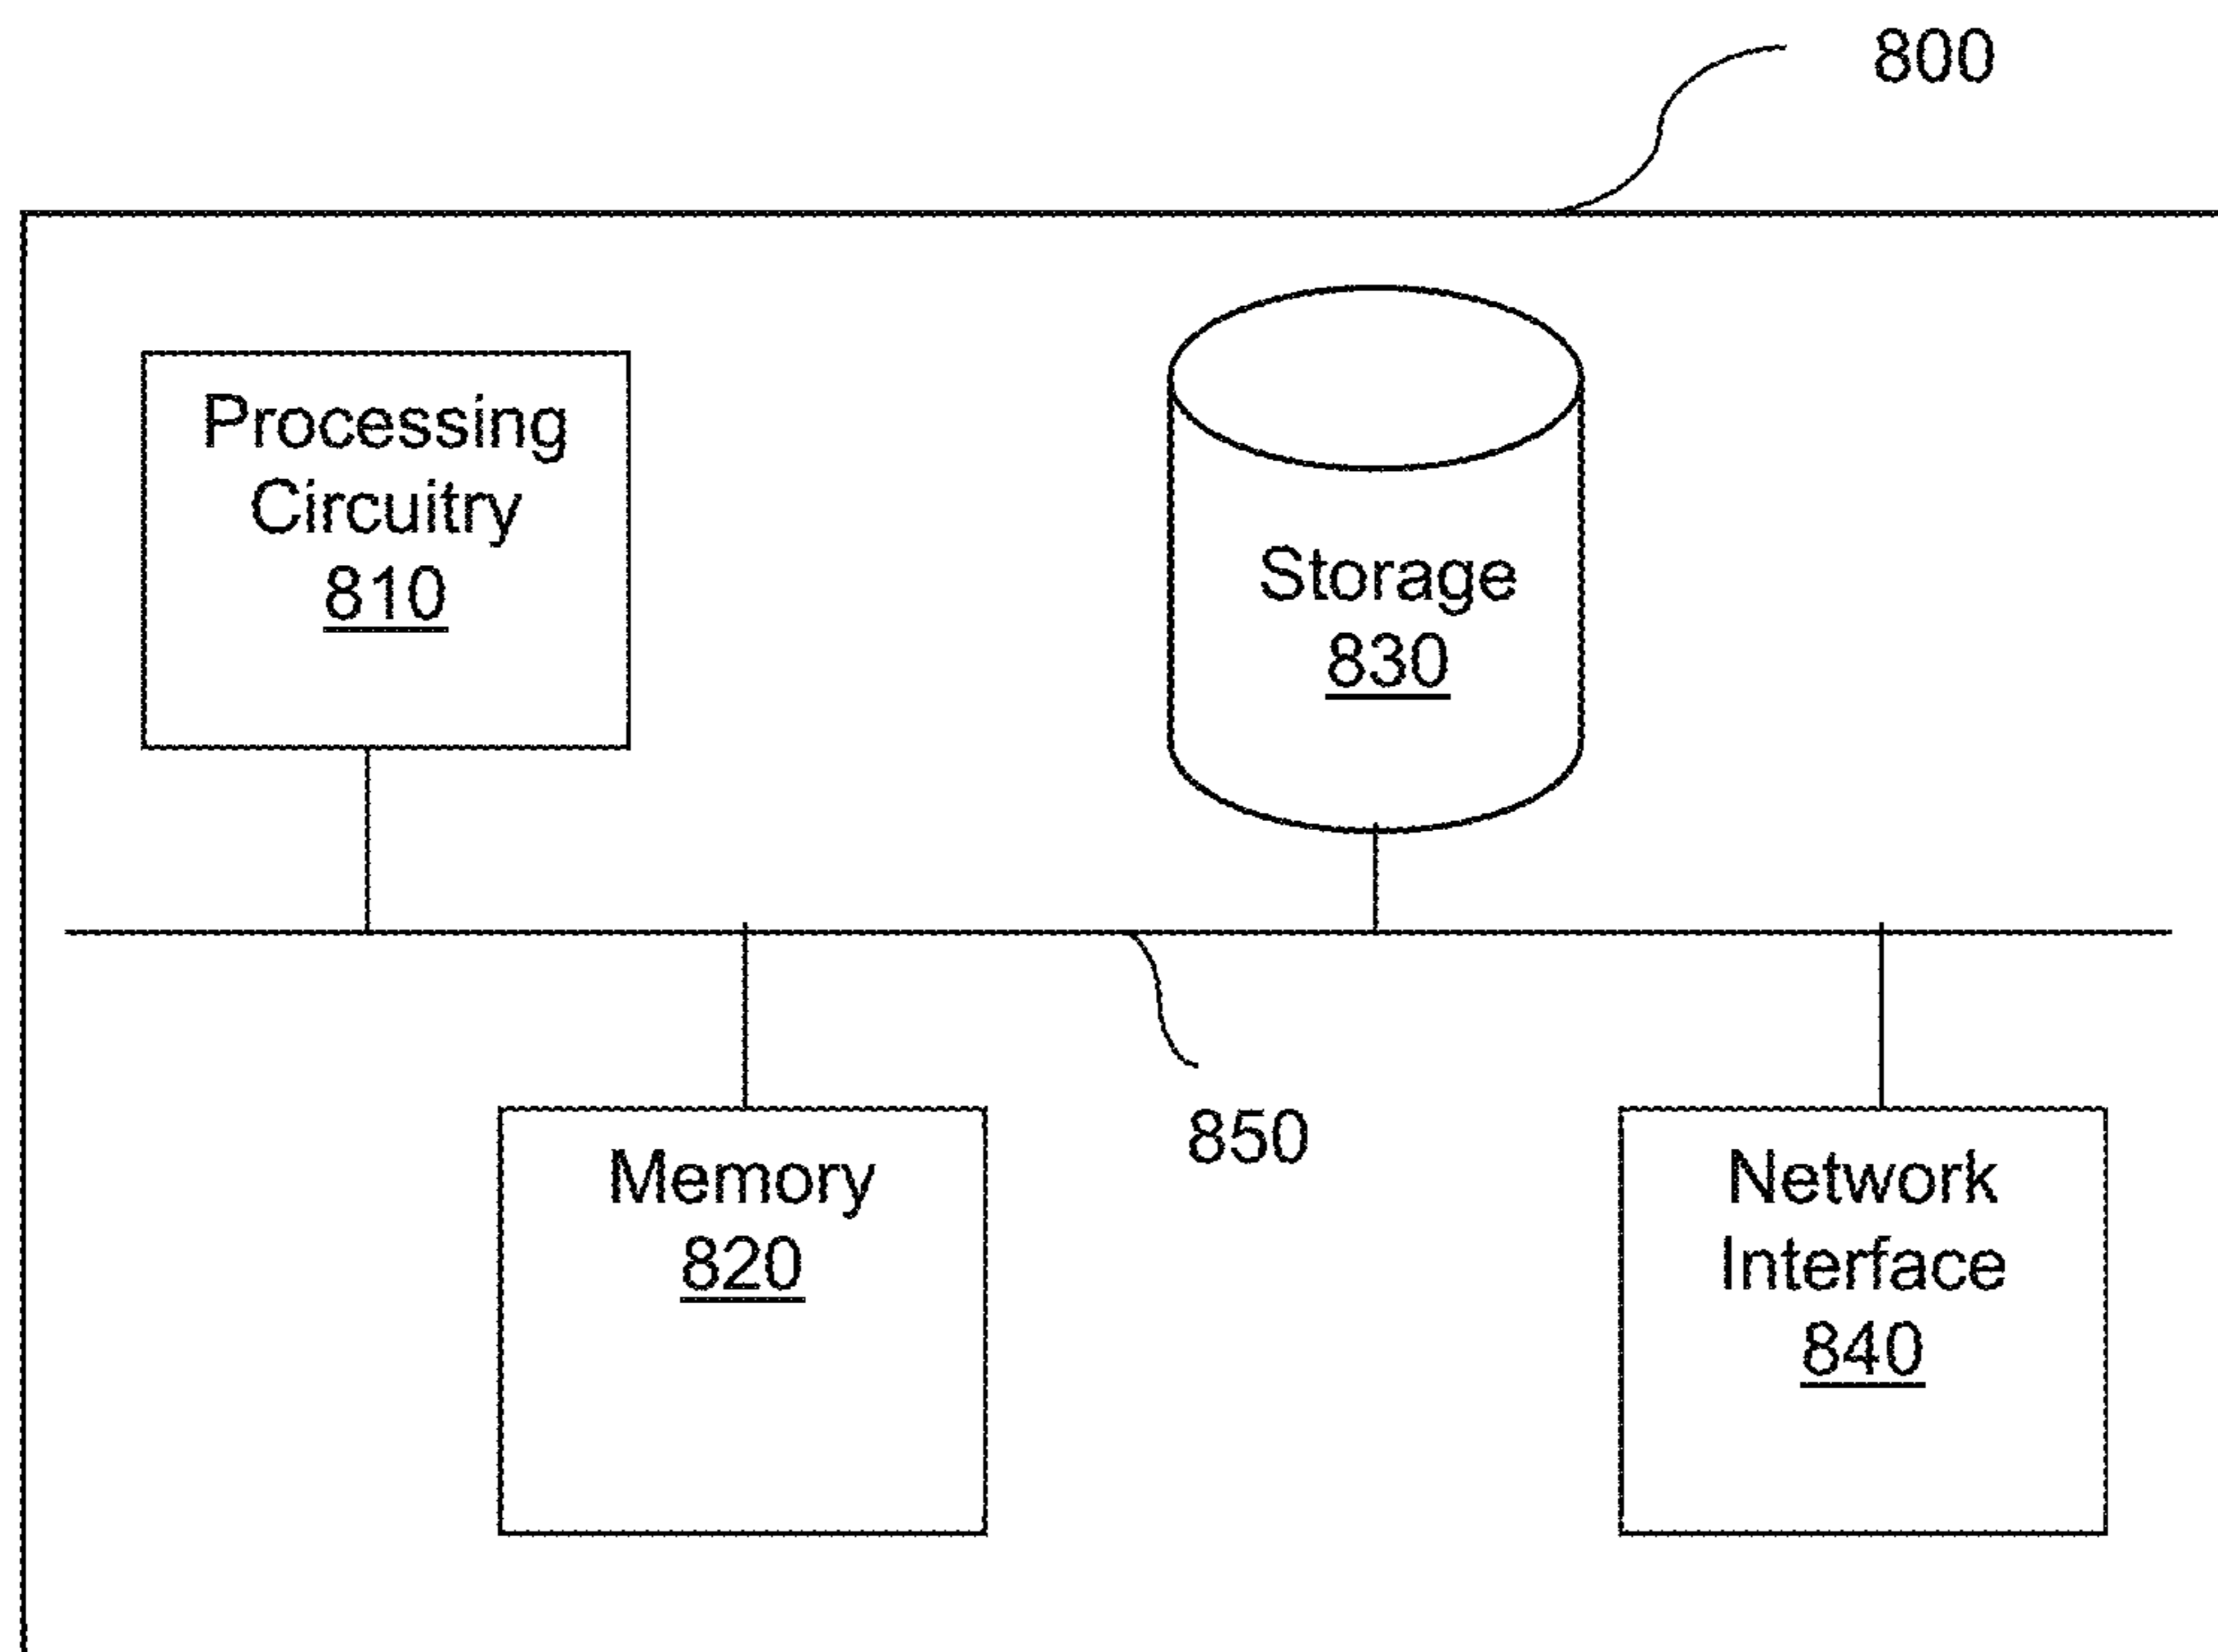 800
Processing
Circuitry
810
Storage
830
850
Memory
820
Network
Interface
840